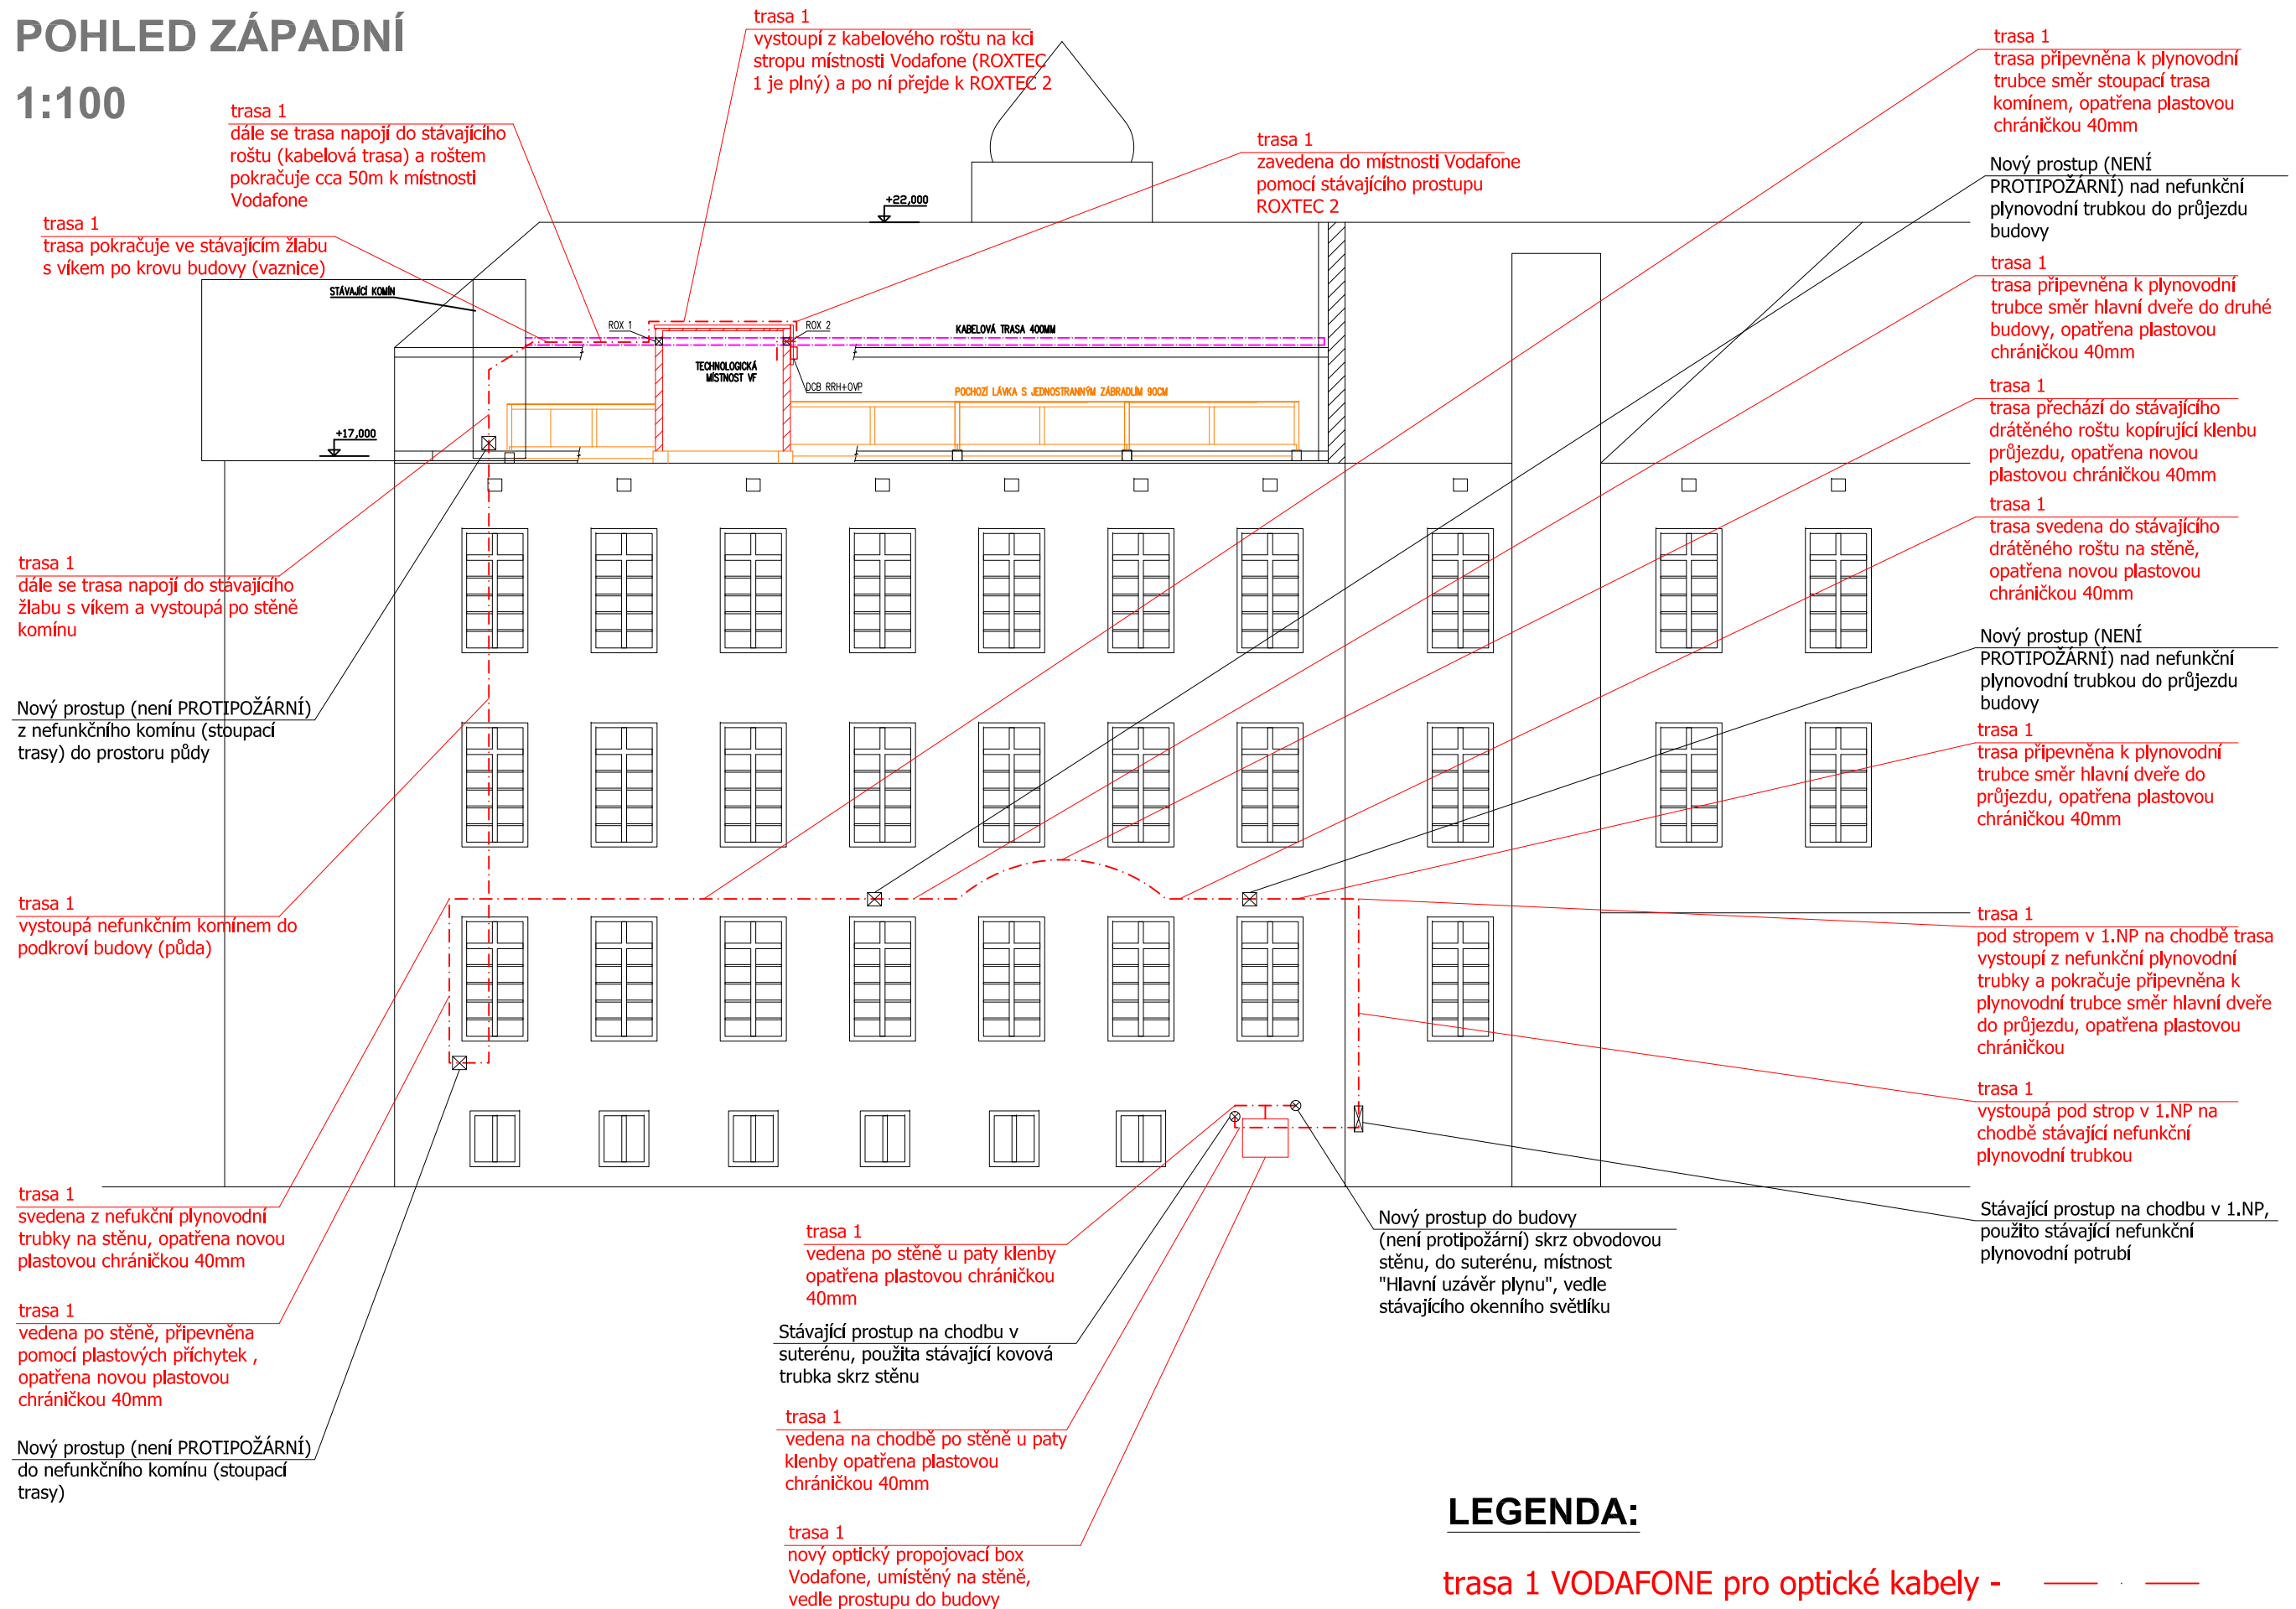 POHLED ZÁPADNÍ
1:100
trasa 1
vystoupí z kabelového roštu na kci
stropu místnosti Vodafone (ROXTEC
1 je plný) a po ní přejde k ROXTEC 2
trasa 1
dále se trasa napojí do stávajícího
roštu (kabelová trasa) a roštem
pokračuje cca 50m k místnosti
Vodafone
trasa 1
zavedena do místnosti Vodafone
pomocí stávajícího prostupu
ROXTEC 2
trasa 1
trasa pokračuje ve stávajícím žlabu
s víkem po krovu budovy (vaznice)
STÁVAJÍCÍ KOMÍN
+22,000
ROX 1
ROX 2
KABELOVÁ TRASA 400MM
TECHNOLOGICKÁ
MÍSTNOST VF
DCB RRH+OVP
POCHOZÍ LÁVKA S JEDNOSTRANNÝM ZÁBRADLÍM 90CM
+17,000
trasa 1
dále se trasa napojí do stávajícího
žlabu s víkem a vystoupá po stěně
komínu
Nový prostup (není PROTIPOŽÁRNÍ)
z nefunkčního komínu (stoupací
trasy) do prostoru půdy
trasa 1
vystoupá nefunkčním komínem do
podkroví budovy (půda)
trasa 1
svedena z nefukční plynovodní
trubky na stěnu, opatřena novou
plastovou chráničkou 40mm
trasa 1
vedena po stěně, připevněna
pomocí plastových příchytek ,
opatřena novou plastovou
chráničkou 40mm
Nový prostup (není PROTIPOŽÁRNÍ)
do nefunkčního komínu (stoupací
trasy)
trasa 1
vedena po stěně u paty klenby
opatřena plastovou chráničkou
40mm
Stávající prostup na chodbu v
suterénu, použita stávající kovová
trubka skrz stěnu
trasa 1
vedena na chodbě po stěně u paty
klenby opatřena plastovou
chráničkou 40mm
trasa 1
nový optický propojovací box
Vodafone, umístěný na stěně,
vedle prostupu do budovy
Nový prostup do budovy
(není protipožární) skrz obvodovou
stěnu, do suterénu, místnost
"Hlavní uzávěr plynu", vedle
stávajícího okenního světlíku
trasa 1
trasa připevněna k plynovodní
trubce směr stoupací trasa
komínem, opatřena plastovou
chráničkou 40mm
Nový prostup (NENÍ
PROTIPOŽÁRNÍ) nad nefunkční
plynovodní trubkou do průjezdu
budovy
trasa 1
trasa připevněna k plynovodní
trubce směr hlavní dveře do druhé
budovy, opatřena plastovou
chráničkou 40mm
trasa 1
trasa přechází do stávajícího
drátěného roštu kopírující klenbu
průjezdu, opatřena novou
plastovou chráničkou 40mm
trasa 1
trasa svedena do stávajícího
drátěného roštu na stěně,
opatřena novou plastovou
chráničkou 40mm
Nový prostup (NENÍ
PROTIPOŽÁRNÍ) nad nefunkční
plynovodní trubkou do průjezdu
budovy
trasa 1
trasa připevněna k plynovodní
trubce směr hlavní dveře do
průjezdu, opatřena plastovou
chráničkou 40mm
trasa 1
pod stropem v 1.NP na chodbě trasa
vystoupí z nefunkční plynovodní
trubky a pokračuje připevněna k
plynovodní trubce směr hlavní dveře
do průjezdu, opatřena plastovou
chráničkou
trasa 1
vystoupá pod strop v 1.NP na
chodbě stávající nefunkční
plynovodní trubkou
Stávající prostup na chodbu v 1.NP,
použito stávající nefunkční
plynovodní potrubí
LEGENDA:
trasa 1 VODAFONE pro optické kabely -